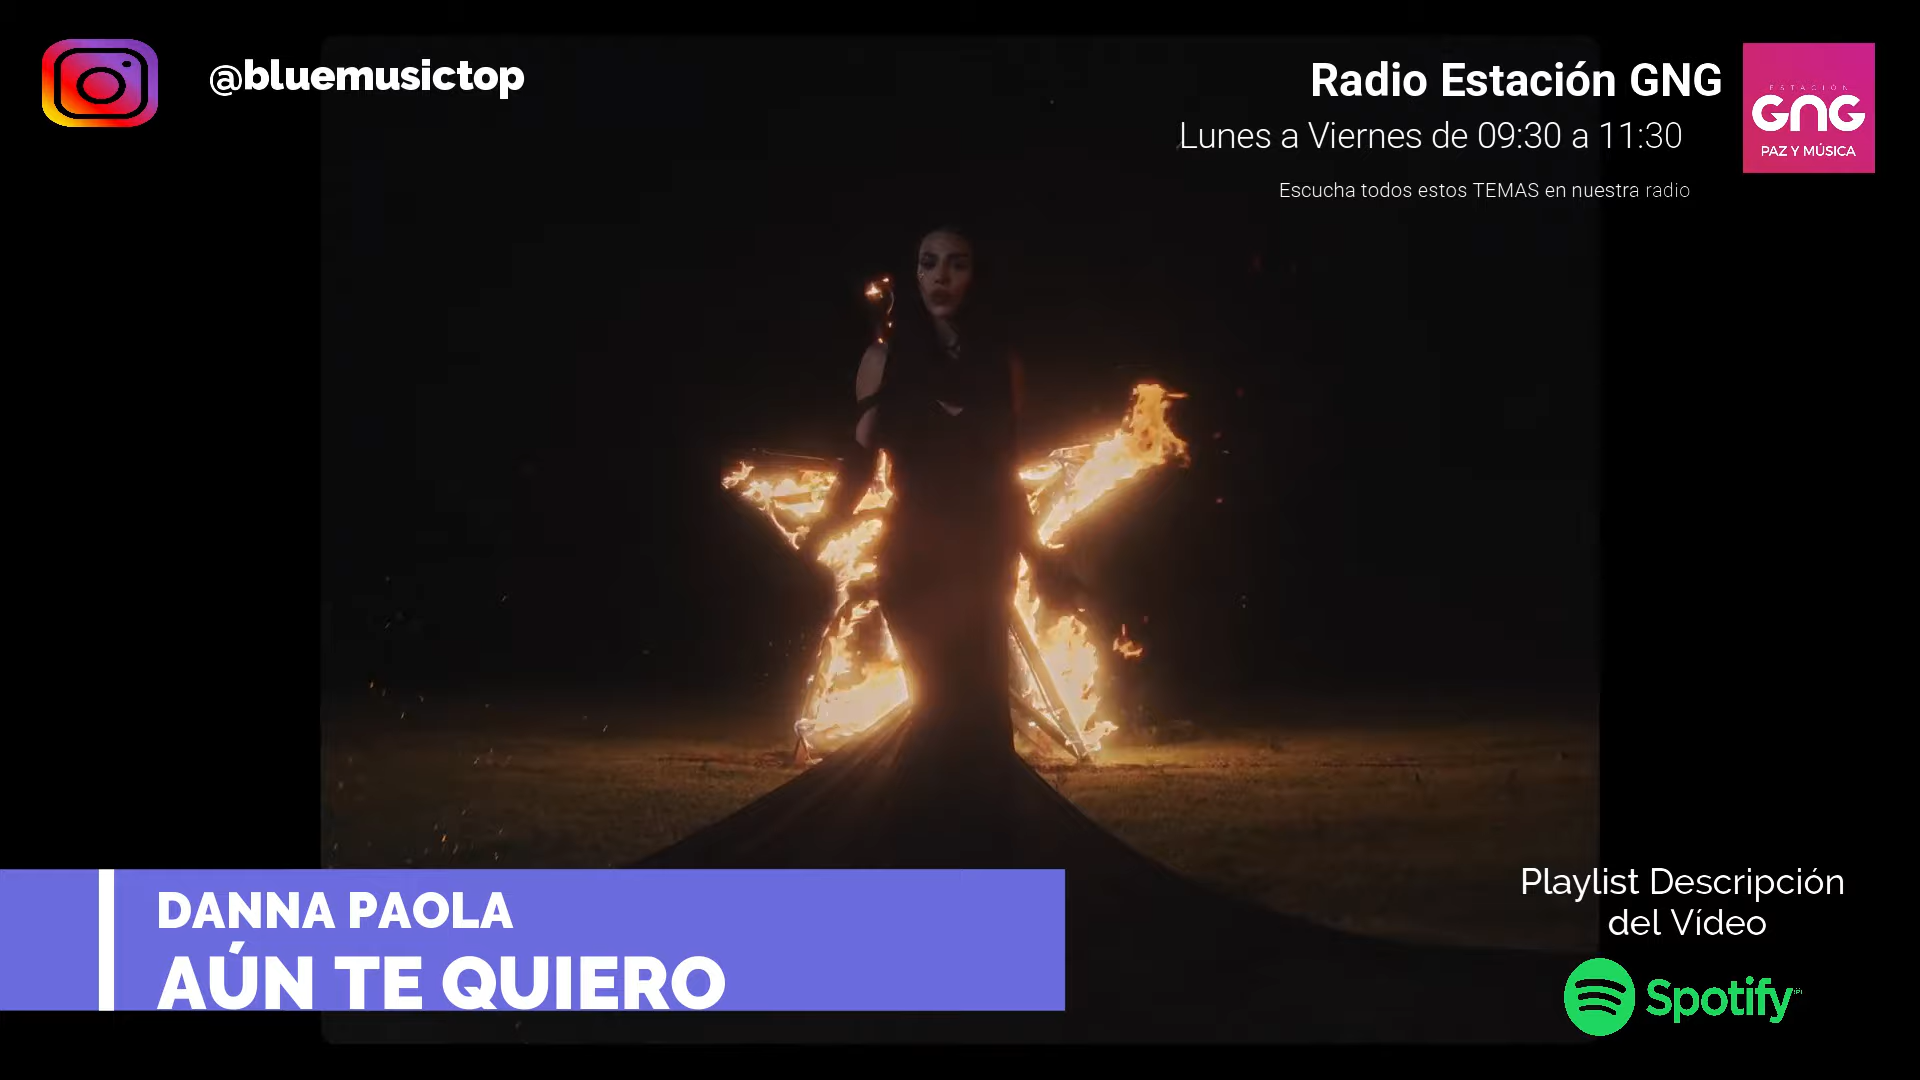 @bluemusictop
Radio Estación GNG
Lunes a Viernes de 09:30 a 11:30
Escucha todos estos TEMAS en nuestra radio
ESTACIÓN
GNG
PAZ Y MÚSICA
DANNA PAOLA
AÚN TE QUIERO
Playlist Descripción
del Vídeo
Spotify